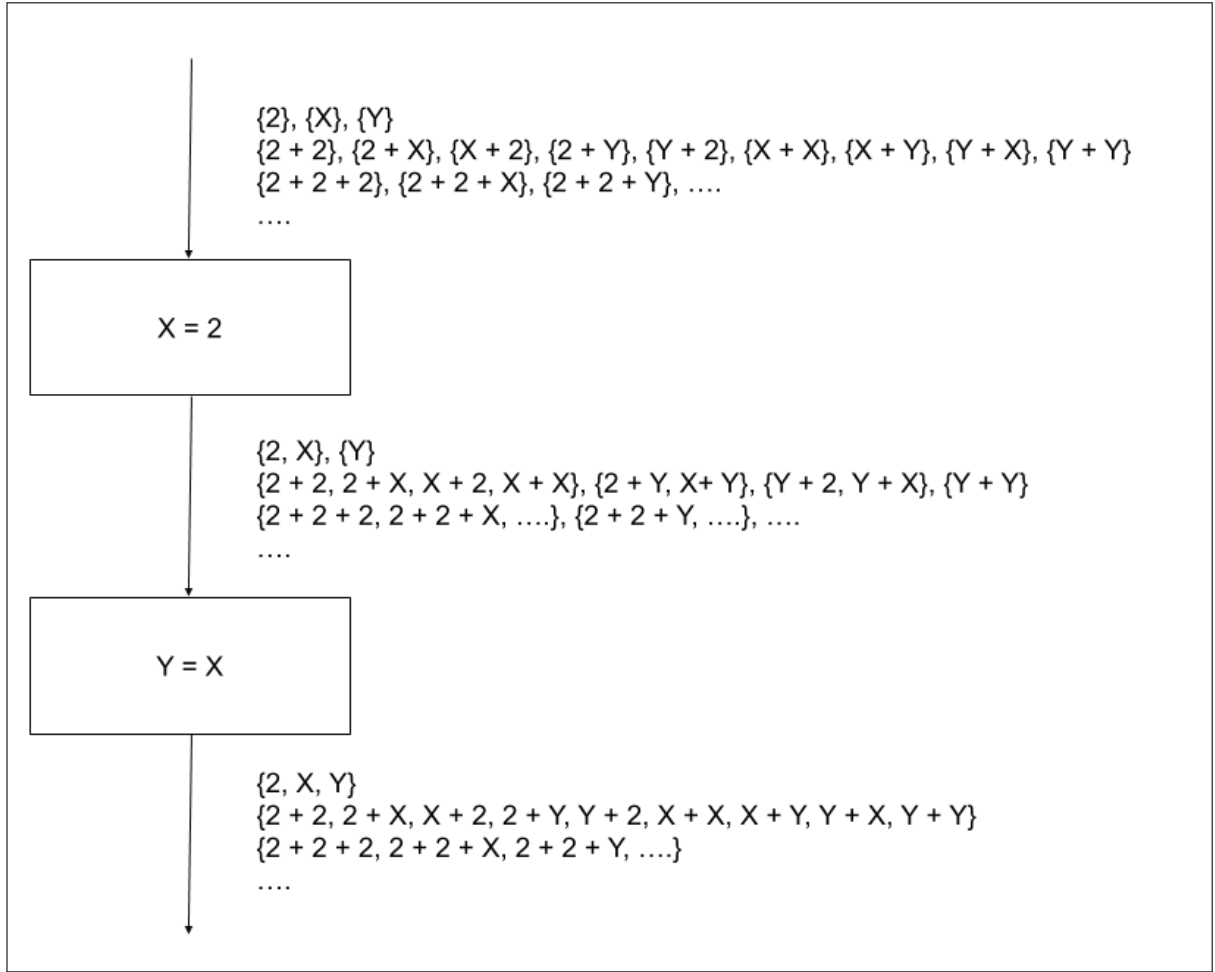 {2}, {X}, {Y}
{2 + 2}, {2 + X}, {X + 2}, {2 + Y}, {Y + 2}, {X + X}, {X + Y}, {Y + X}, {Y + Y}
{2 + 2 + 2}, {2 + 2 + X}, {2 + 2 + Y}, ....
....
X = 2
{2, X}, {Y}
{2 + 2, 2 + X, X + 2, X + X}, {2 + Y, X+ Y}, {Y + 2, Y + X}, {Y + Y}
{2 + 2 + 2, 2 + 2 + X, ....}, {2 + 2 + Y, ....}, ....
....
Y = X
{2, X, Y}
{2 + 2, 2 + X, X + 2, 2 + Y, Y + 2, X + X, X + Y, Y + X, Y + Y}
{2 + 2 + 2, 2 + 2 + X, 2 + 2 + Y, ....}
....